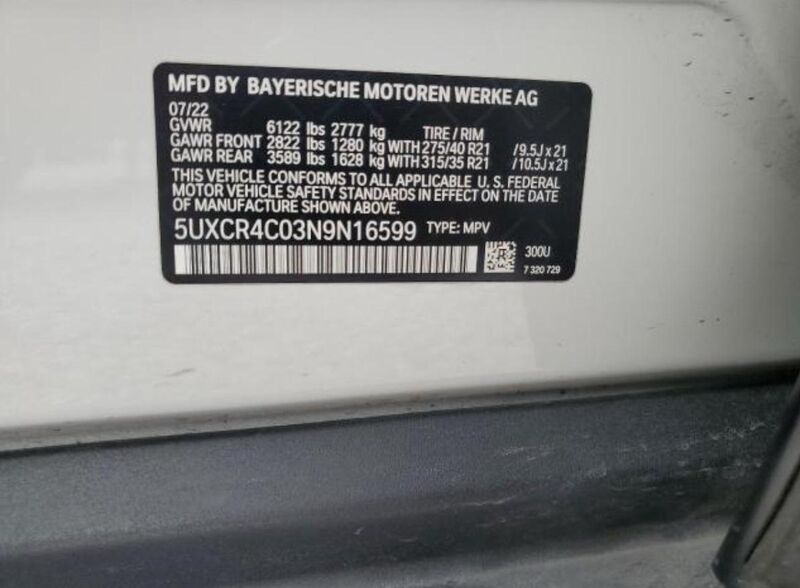 MFD BY BAYERISCHE MOTOREN WERKE AG
07/22
GVWR 6122 lbs 2777 kg TIRE / RIM
GAWR FRONT 2822 lbs 1280 kg WITH 275/40 R21 / 9.5J x 21
GAWR REAR 3589 lbs 1628 kg WITH 315/35 R21 / 10.5J x 21
THIS VEHICLE CONFORMS TO ALL APPLICABLE U. S. FEDERAL
MOTOR VEHICLE SAFETY STANDARDS IN EFFECT ON THE DATE
OF MANUFACTURE SHOWN ABOVE.
5UXCR4C03N9N16599 TYPE: MPV
300U
7 320 729